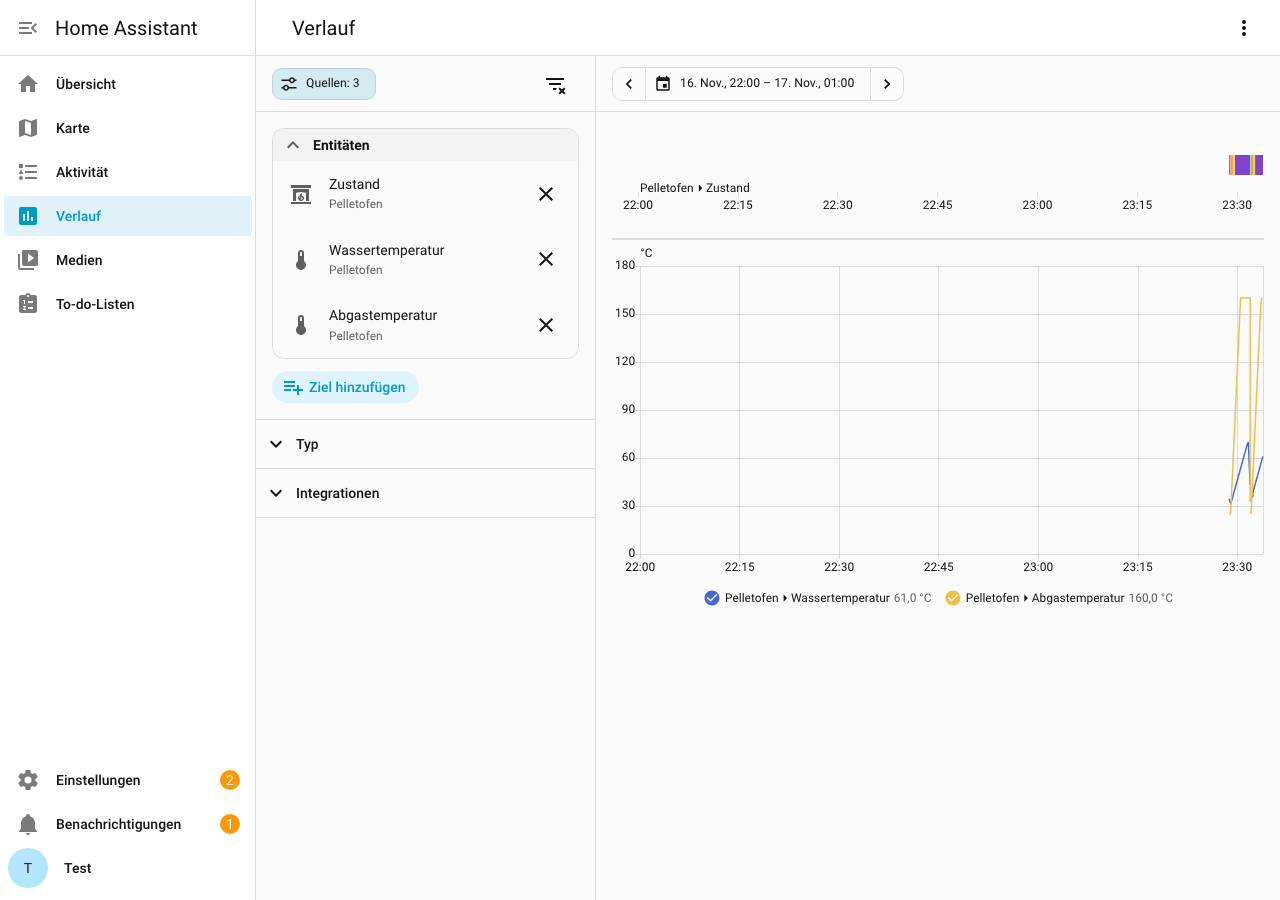 Home Assistant
Übersicht
Karte
Aktivität
Verlauf
Medien
To-do-Listen
Einstellungen 2
Benachrichtigungen 1
T Test
Verlauf
Quellen: 3
Entitäten
Zustand
Pelletofen
Wassertemperatur
Pelletofen
Abgastemperatur
Pelletofen
Ziel hinzufügen
Typ
Integrationen
16. Nov., 22:00 – 17. Nov., 01:00
Pelletofen Zustand
22:00 22:15 22:30 22:45 23:00 23:15 23:30
°C
180
150
120
90
60
30
0
22:00 22:15 22:30 22:45 23:00 23:15 23:30
Pelletofen Wassertemperatur 61,0 °C Pelletofen Abgastemperatur 160,0 °C